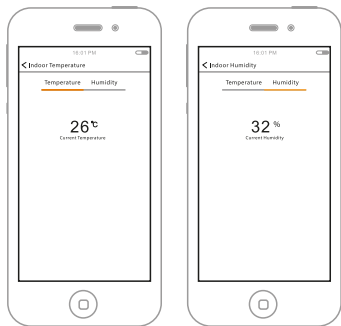 16:01 PM
Indoor Temperature
Temperature Humidity
26℃
Current Temperature
16:01 PM
Indoor Humidity
Temperature Humidity
32 %
Current Humidity